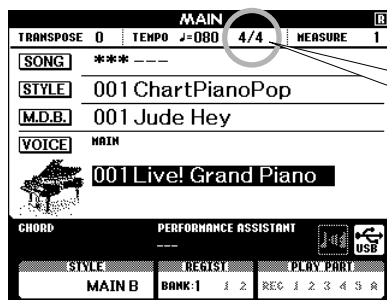 MAIN R
TRANSPOSE 0 TEMPO ♩=080 4/4 MEASURE 1
SONG *** ---
STYLE 001 ChartPianoPop
M.D.B. 001 Jude Hey
VOICE MAIN
001 Live! Grand Piano
CHORD PERFORMANCE ASSISTANT
---
USB
STYLE REGIST PLAY PART
MAIN B BANK:1 1 2 REC 1 2 3 4 5 A